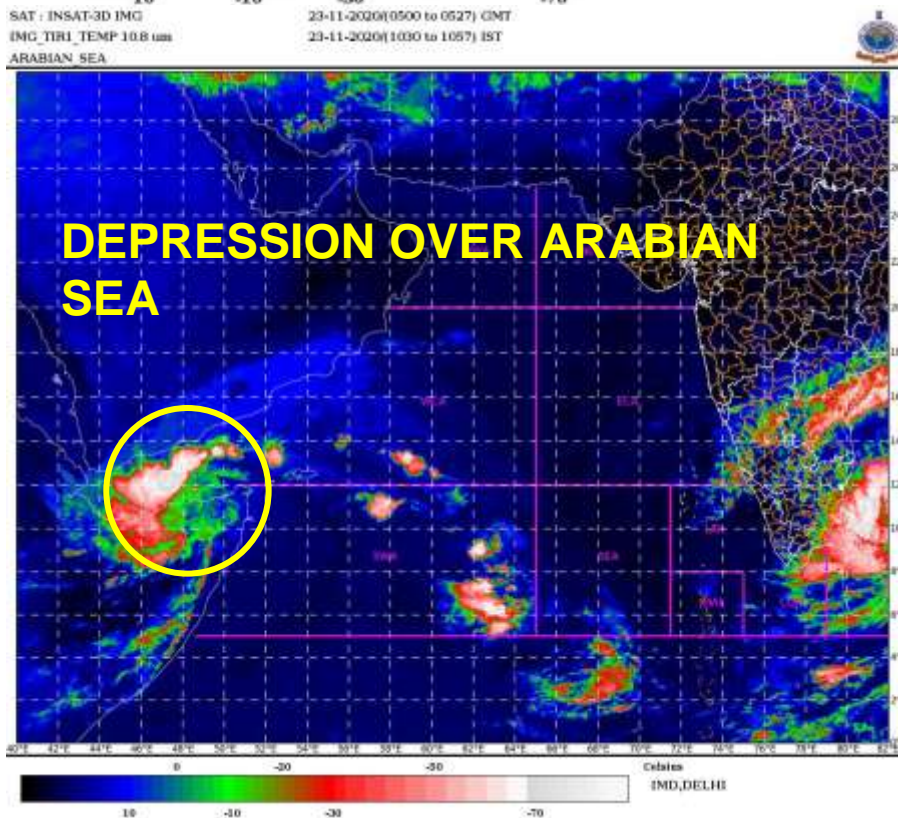 -10 -70
SAT : INSAT-3D IMG 23-11-2020/(0500 to 0527) GMT
IMG_TIR1_TEMP 10.8 um 23-11-2020/(1030 to 1057) IST
ARABIAN_SEA
DEPRESSION OVER ARABIAN
SEA
40°E 42°E 44°E 46°E 48°E 50°E 52°E 54°E 56°E 58°E 60°E 62°E 64°E 66°E 68°E 70°E 72°E 74°E 76°E 78°E 80°E 82°E
0 -20 Celsius
IMD,DELHI
10 -10 -30 -70